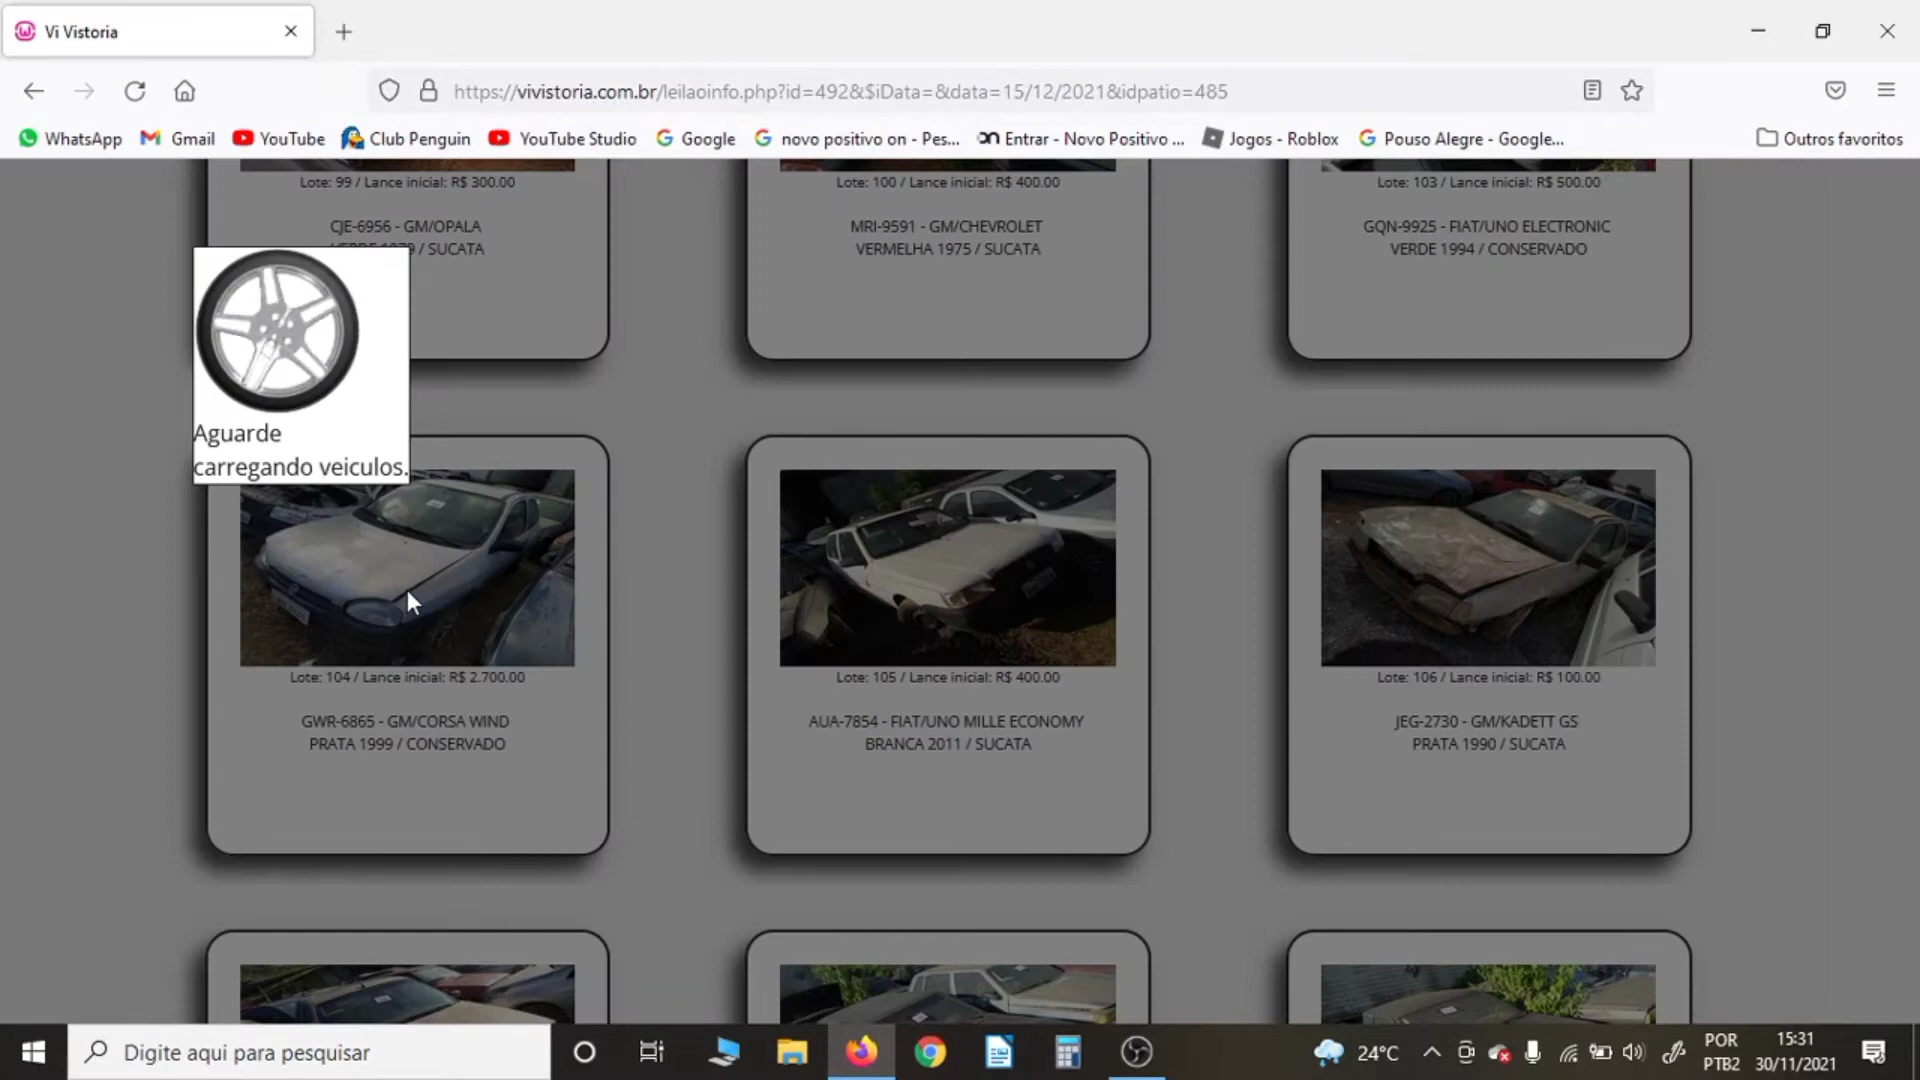 Vi Vistoria
https://vivistoria.com.br/leilaoinfo.php?id=492&$iData=&data=15/12/2021&idpatio=485
WhatsApp
Gmail
YouTube
Club Penguin
YouTube Studio
Google
novo positivo on - Pes...
Entrar - Novo Positivo ...
Jogos - Roblox
Pouso Alegre - Google...
Outros favoritos
Lote: 99 / Lance inicial: R$ 300.00
CJE-6956 - GM/OPALA
VERDE 1979 / SUCATA
Lote: 100 / Lance inicial: R$ 400.00
MRI-9591 - GM/CHEVROLET
VERMELHA 1975 / SUCATA
Lote: 103 / Lance inicial: R$ 500.00
GQN-9925 - FIAT/UNO ELECTRONIC
VERDE 1994 / CONSERVADO
Aguarde
carregando veiculos.
Lote: 104 / Lance inicial: R$ 2.700.00
GWR-6865 - GM/CORSA WIND
PRATA 1999 / CONSERVADO
Lote: 105 / Lance inicial: R$ 400.00
AUA-7854 - FIAT/UNO MILLE ECONOMY
BRANCA 2011 / SUCATA
Lote: 106 / Lance inicial: R$ 100.00
JEG-2730 - GM/KADETT GS
PRATA 1990 / SUCATA
Digite aqui para pesquisar
24°C
POR
PTB2
15:31
30/11/2021